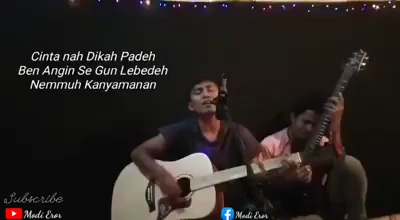 Cinta nah Dikah Padeh
Ben Angin Se Gun Lebedeh
Nemmuh Kanyamanan
Subscribe
Modi Eror
Modi Eror